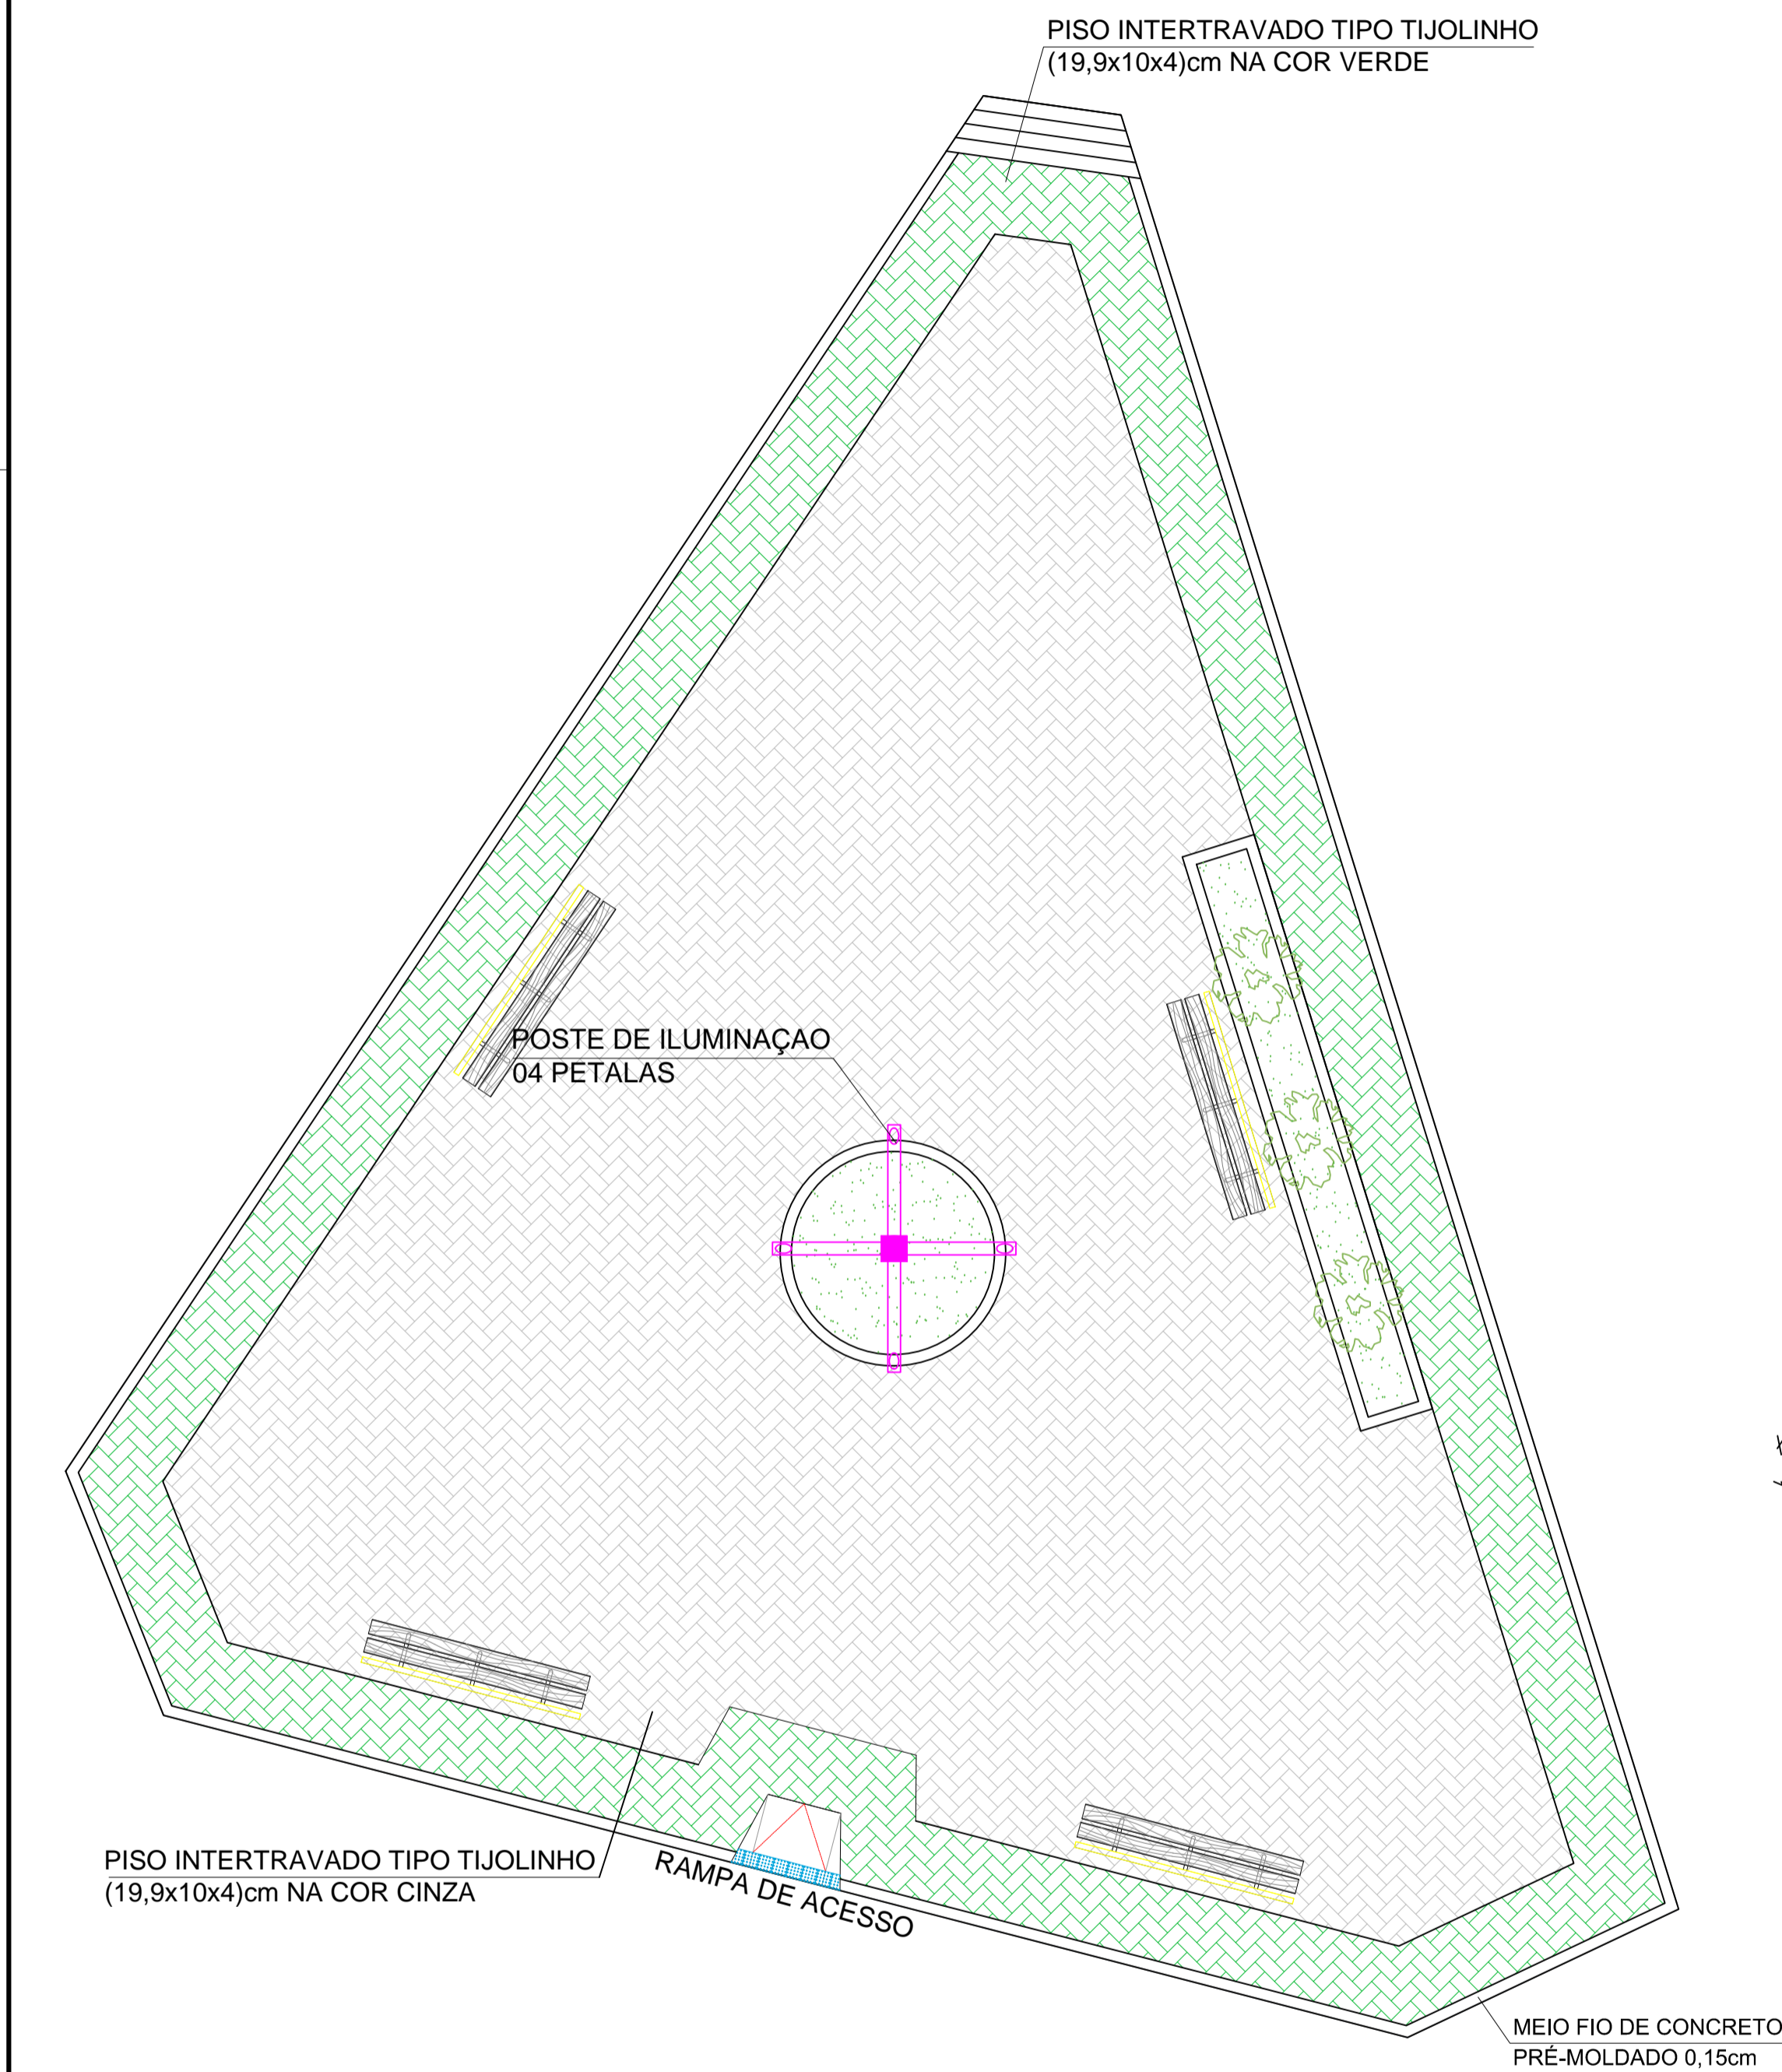 PISO INTERTRAVADO TIPO TIJOLINHO
(19,9x10x4)cm NA COR VERDE
POSTE DE ILUMINAÇAO
04 PETALAS
PISO INTERTRAVADO TIPO TIJOLINHO
(19,9x10x4)cm NA COR CINZA
RAMPA DE ACESSO
MEIO FIO DE CONCRETO
PRÉ-MOLDADO 0,15cm